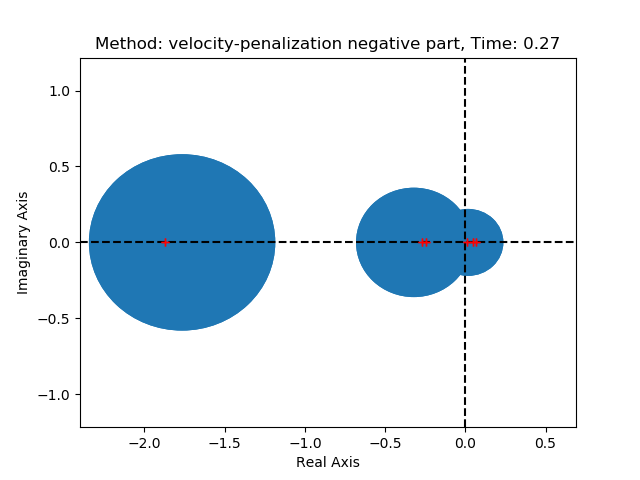 Method: velocity-penalization negative part, Time: 0.27
Imaginary Axis
1.0
0.5
0.0
−0.5
−1.0
−2.0 −1.5 −1.0 −0.5 0.0 0.5
Real Axis